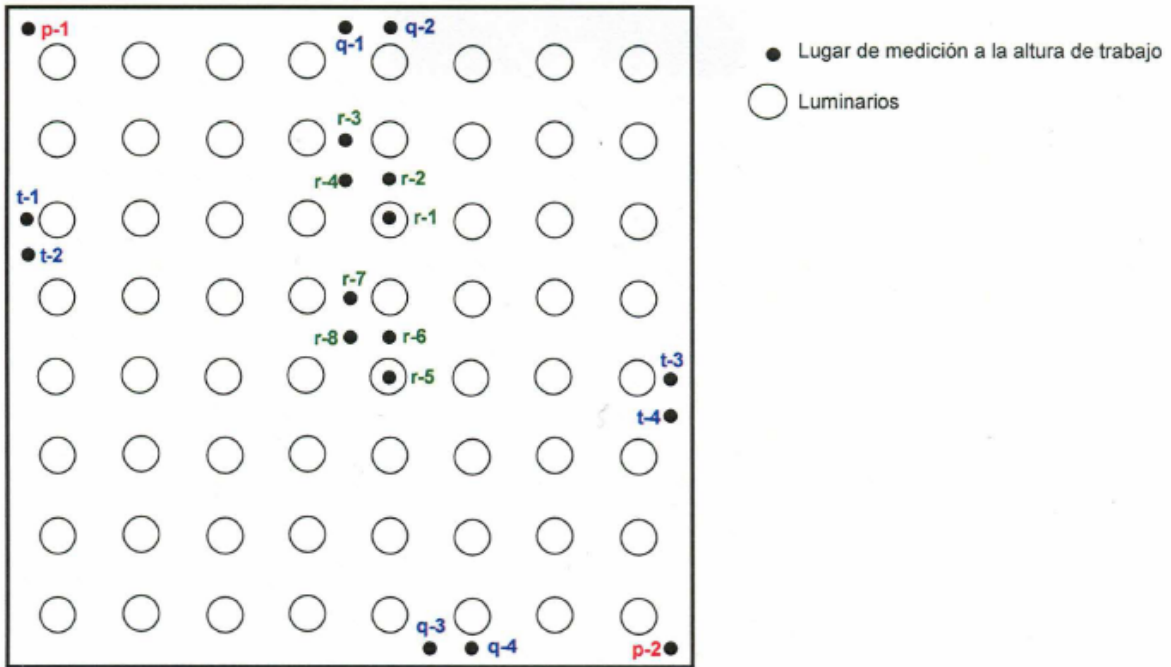 p-1
q-1
q-2
Lugar de medición a la altura de trabajo
Luminarios
r-3
r-4
r-2
t-1
r-1
t-2
r-7
r-8
r-6
t-3
r-5
t-4
q-3
q-4
p-2